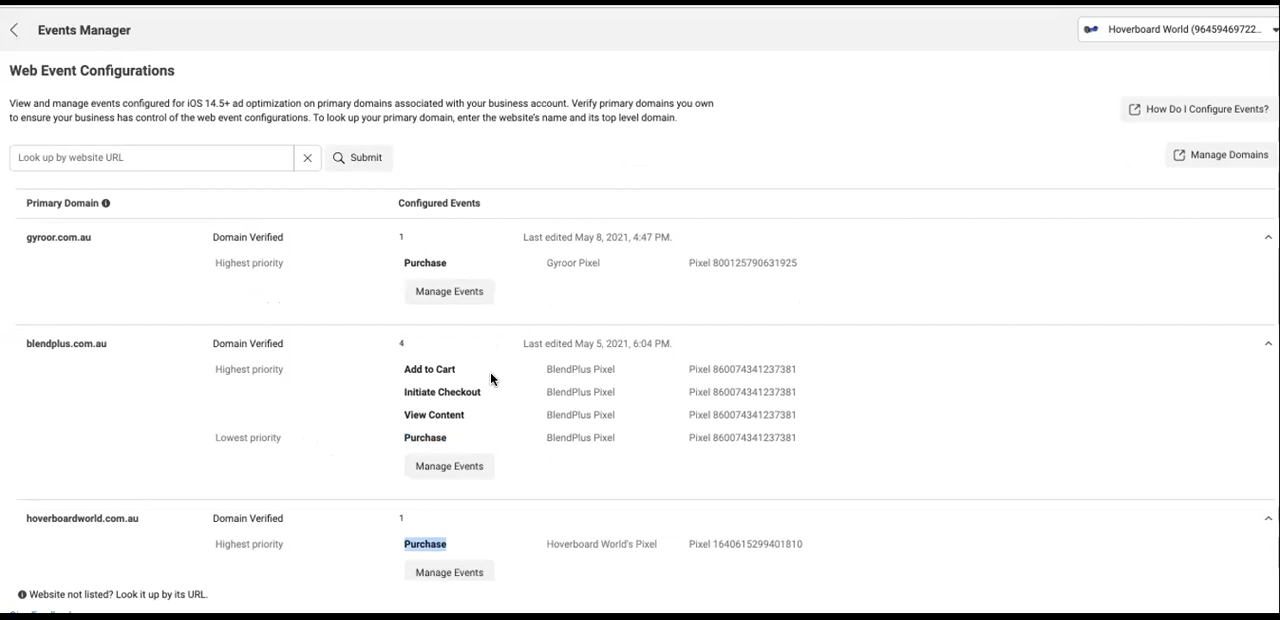 Events Manager
Hoverboard World (96459469722...
Web Event Configurations
View and manage events configured for iOS 14.5+ ad optimization on primary domains associated with your business account. Verify primary domains you own
to ensure your business has control of the web event configurations. To look up your primary domain, enter the website's name and its top level domain.
How Do I Configure Events?
Look up by website URL
Submit
Manage Domains
Primary Domain Configured Events
gyroor.com.au Domain Verified 1 Last edited May 8, 2021, 4:47 PM.
Highest priority Purchase Gyroor Pixel Pixel 800125790631925
Manage Events
blendplus.com.au Domain Verified 4 Last edited May 5, 2021, 6:04 PM.
Highest priority Add to Cart BlendPlus Pixel Pixel 860074341237381
Initiate Checkout BlendPlus Pixel Pixel 860074341237381
View Content BlendPlus Pixel Pixel 860074341237381
Lowest priority Purchase BlendPlus Pixel Pixel 860074341237381
Manage Events
hoverboardworld.com.au Domain Verified 1
Highest priority Purchase Hoverboard World's Pixel Pixel 1640615299401810
Manage Events
Website not listed? Look it up by its URL.